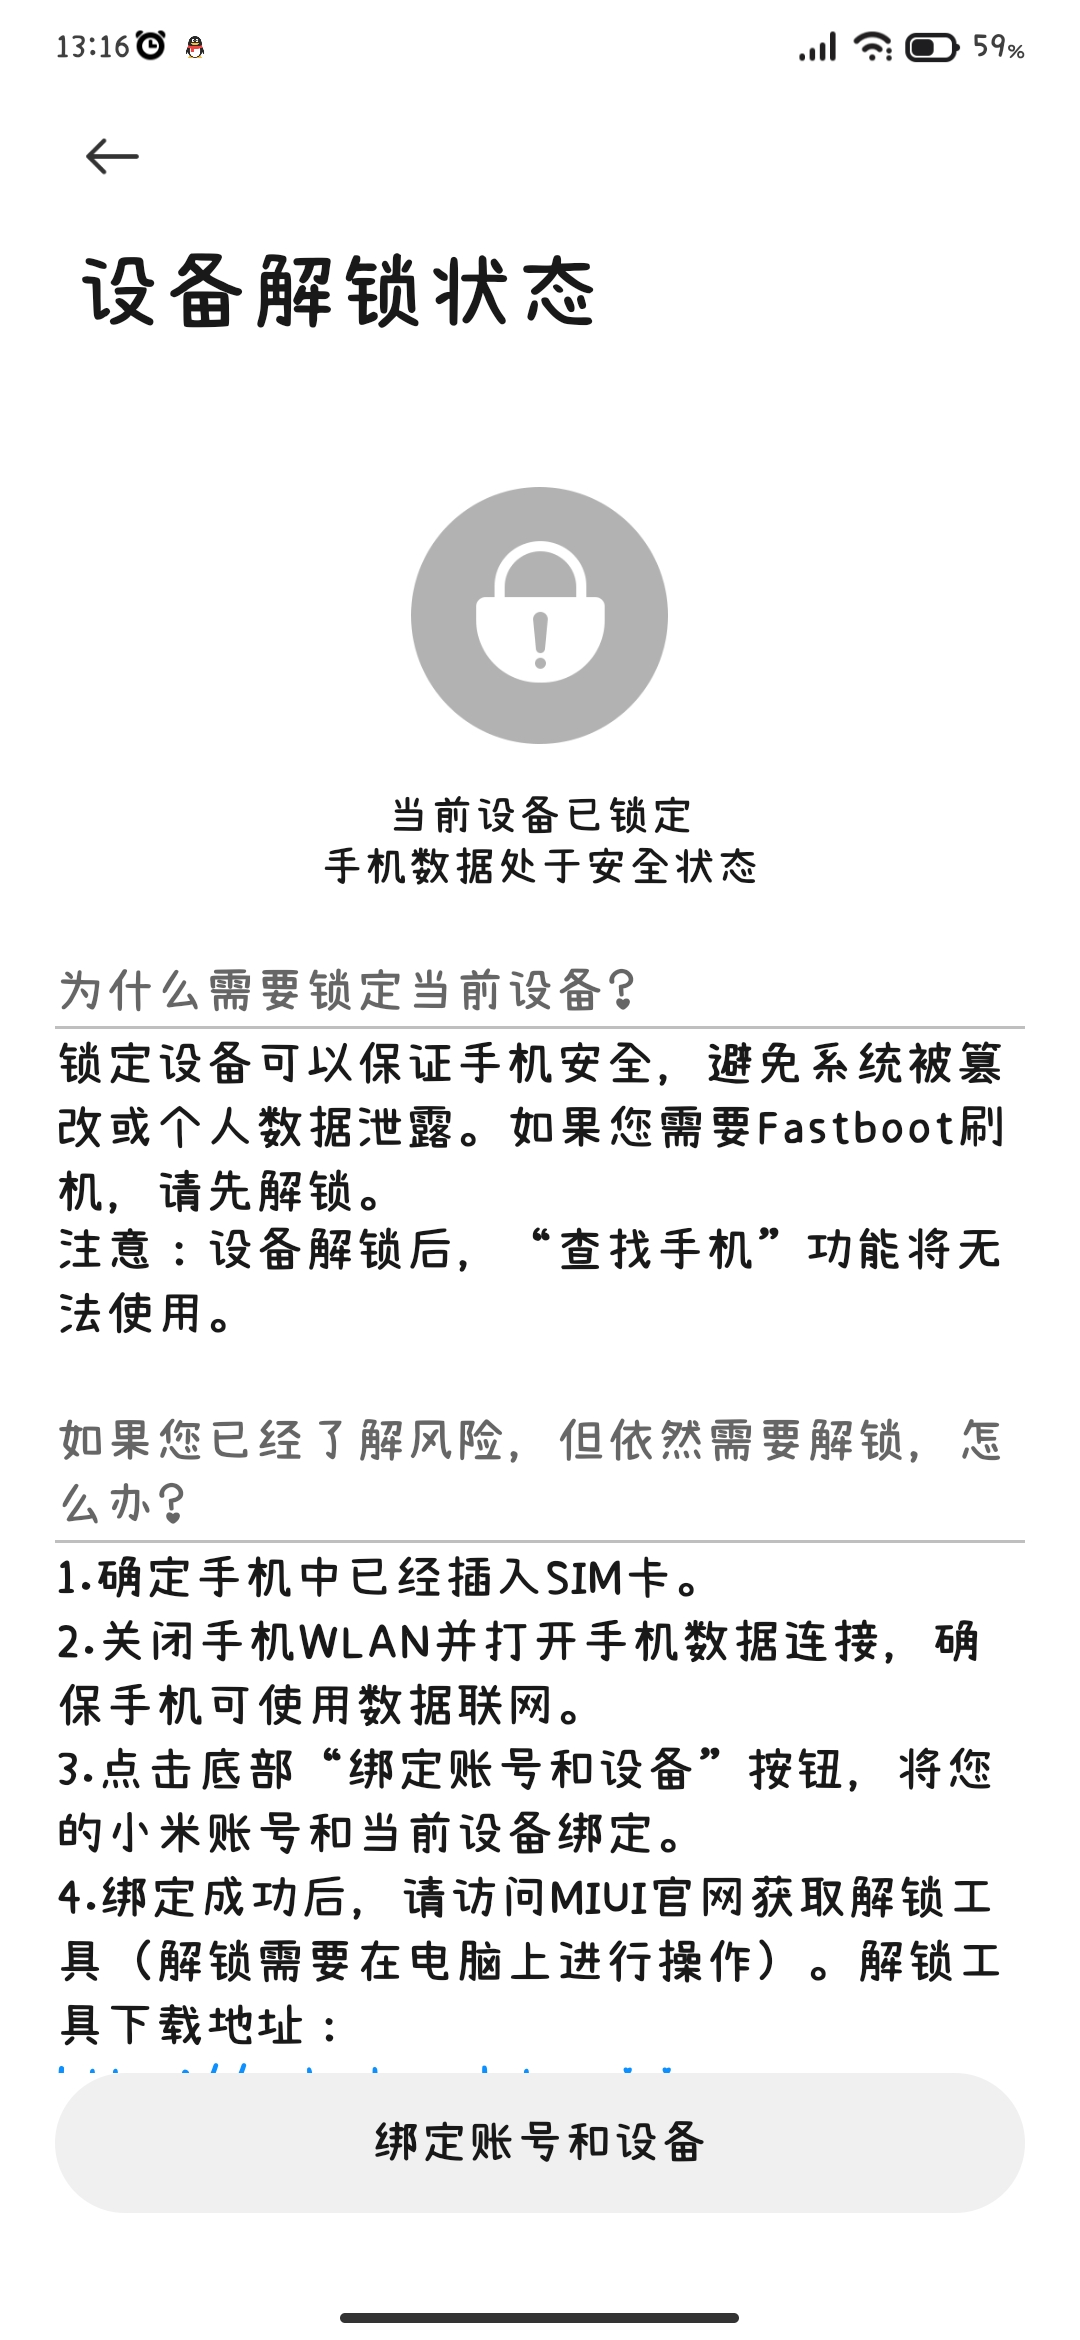 13:16 59%
设备解锁状态
当前设备已锁定
手机数据处于安全状态
为什么需要锁定当前设备?
锁定设备可以保证手机安全，避免系统被篡
改或个人数据泄露。如果您需要Fastboot刷
机，请先解锁。
注意：设备解锁后，“查找手机”功能将无
法使用。
如果您已经了解风险，但依然需要解锁，怎
么办?
1.确定手机中已经插入SIM卡。
2.关闭手机WLAN并打开手机数据连接，确
保手机可使用数据联网。
3.点击底部“绑定账号和设备”按钮，将您
的小米账号和当前设备绑定。
4.绑定成功后，请访问MIUI官网获取解锁工
具（解锁需要在电脑上进行操作）。解锁工
具下载地址：
绑定账号和设备